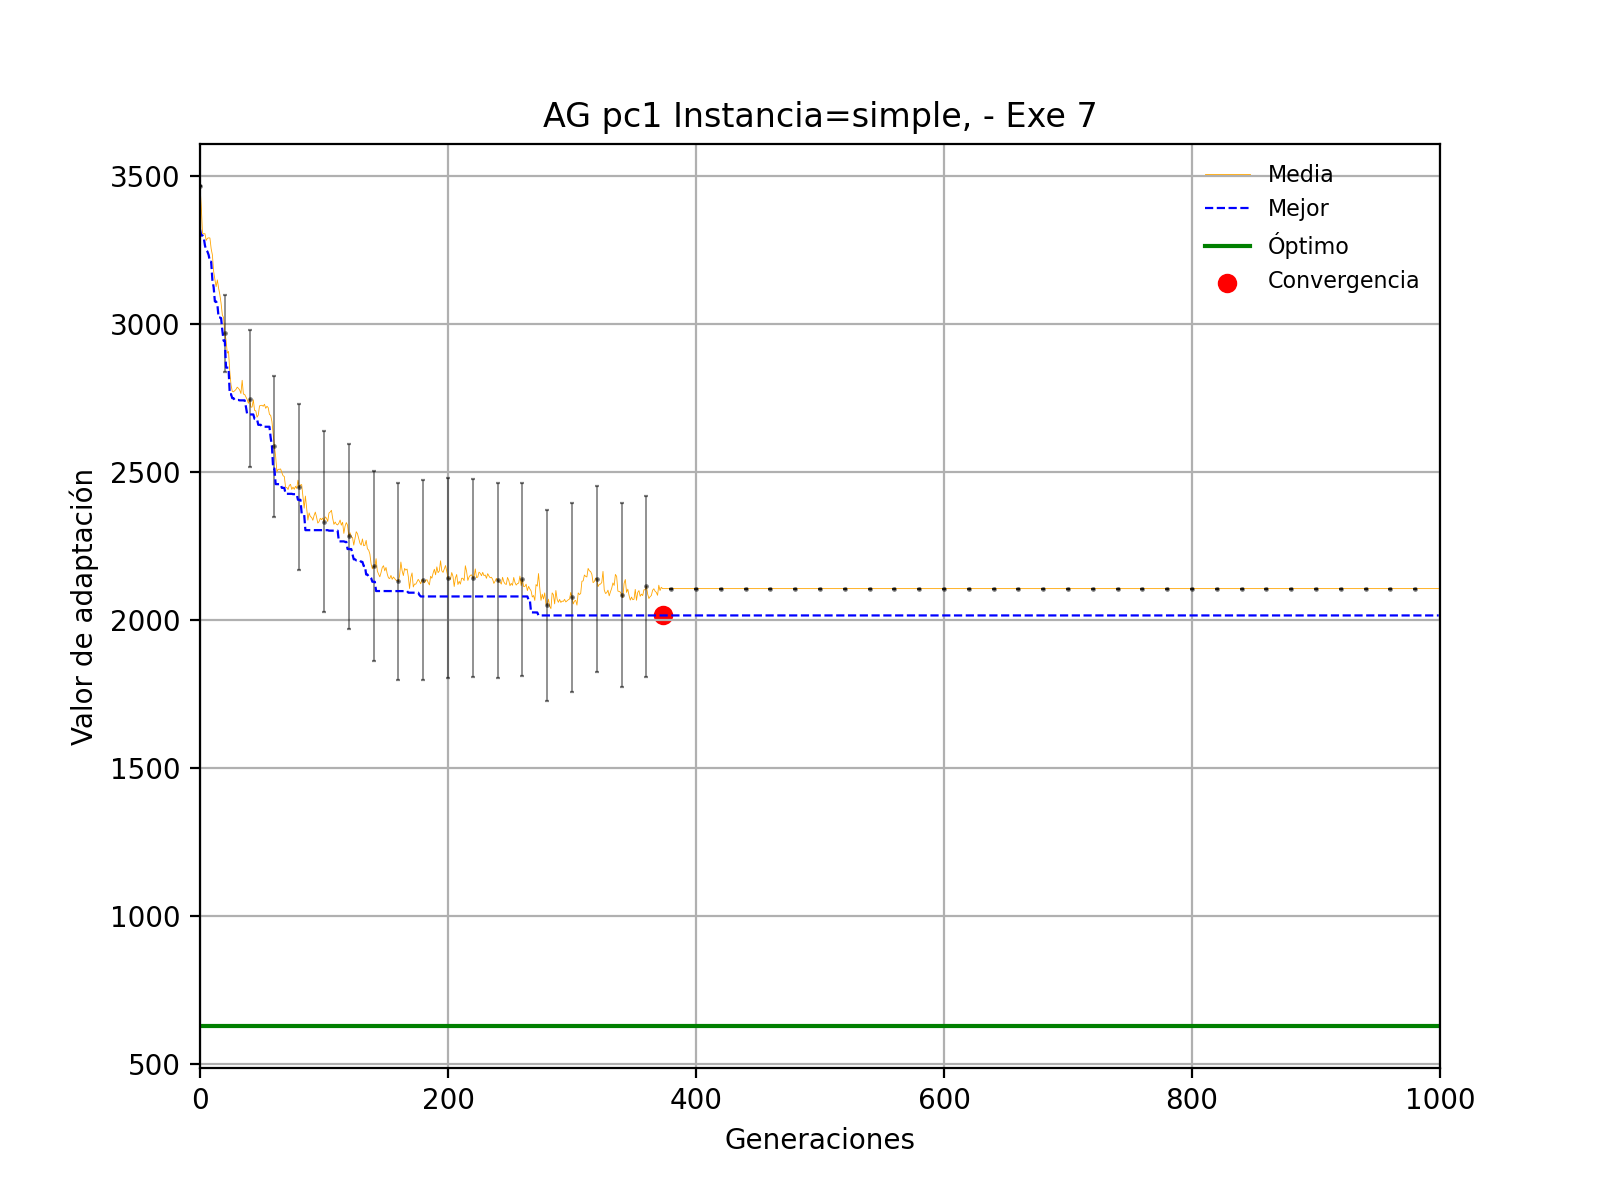 AG pc1 Instancia=simple, - Exe 7
Media
Mejor
Óptimo
Convergencia
3500
3000
2500
2000
1500
1000
500
Valor de adaptación
0 200 400 600 800 1000
Generaciones